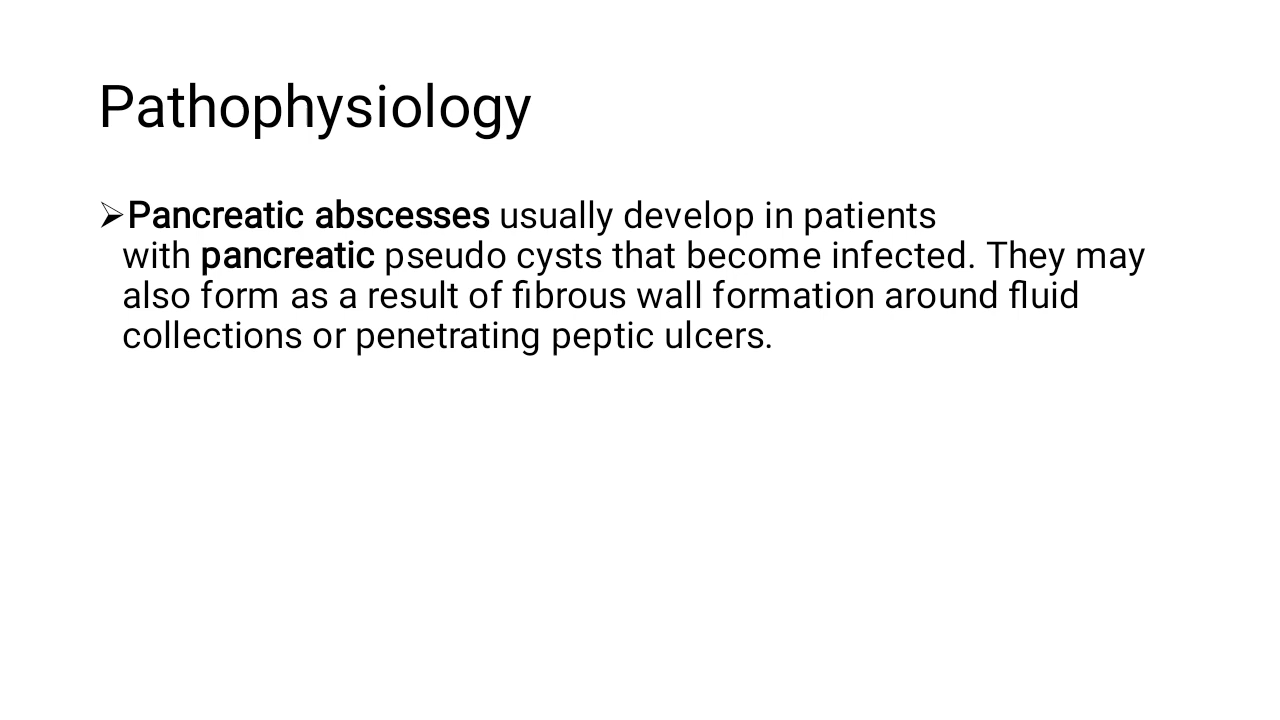 Pathophysiology
➢Pancreatic abscesses usually develop in patients
with pancreatic pseudo cysts that become infected. They may
also form as a result of fibrous wall formation around fluid
collections or penetrating peptic ulcers.